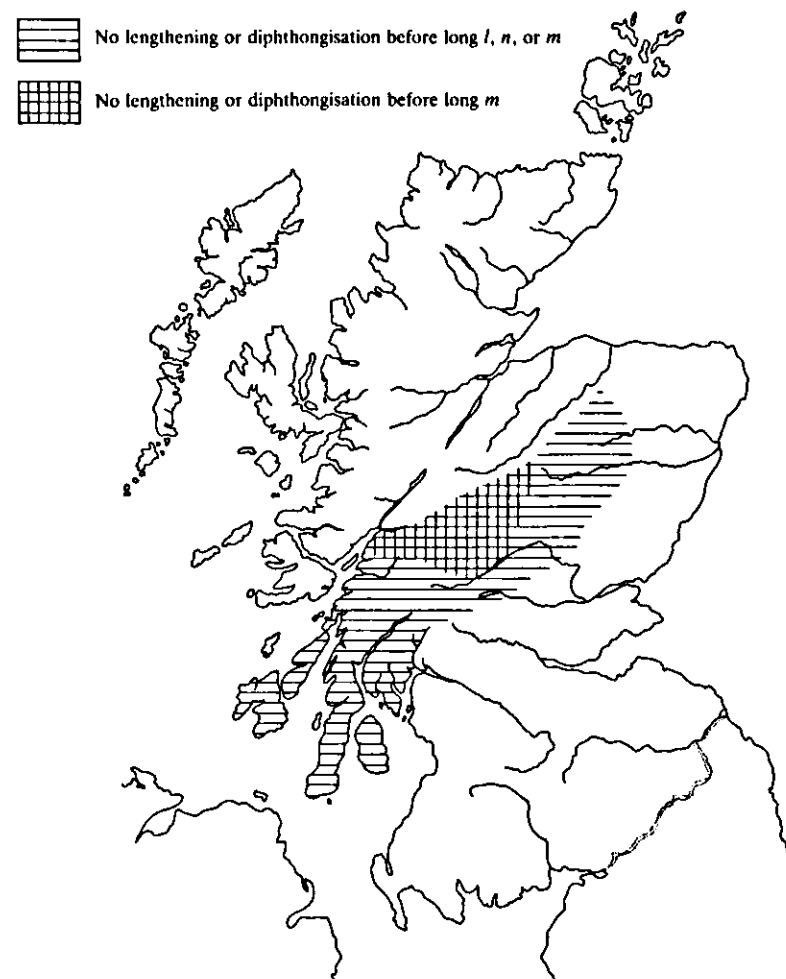 No lengthening or diphthongisation before long l, n, or m
No lengthening or diphthongisation before long m